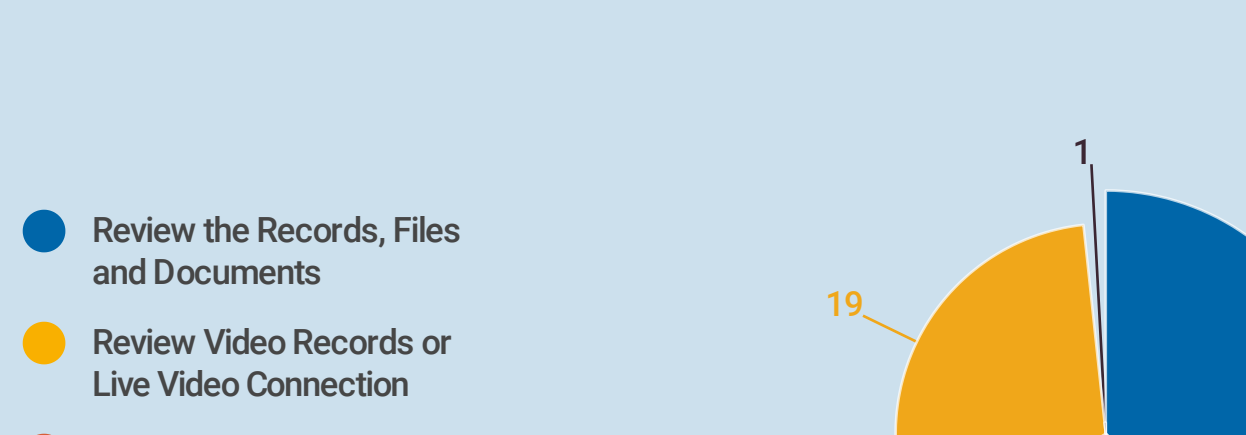 1
Review the Records, Files
and Documents
19
Review Video Records or
Live Video Connection